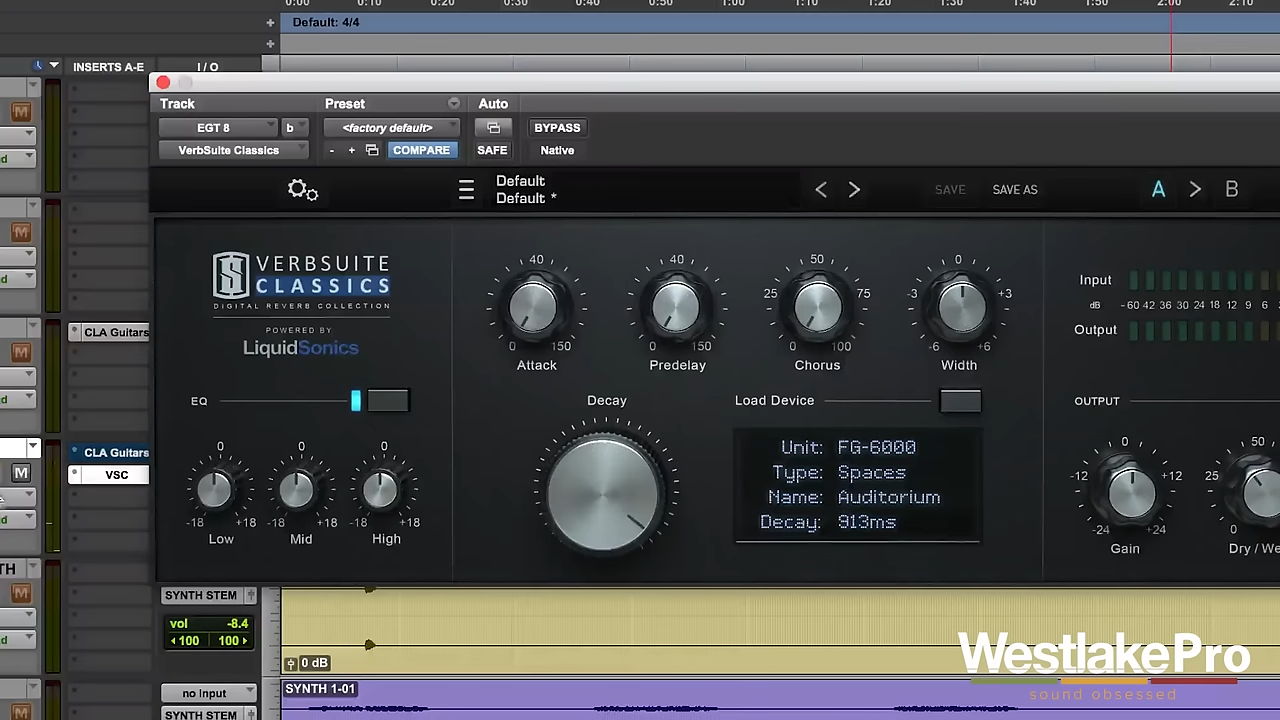 0:00 0:10 0:20 0:30 0:40 0:50 1:00 1:10 1:20 1:30 1:40 1:50 2:00 2:10
Default: 4/4
INSERTS A-E I / O
Track Preset Auto
EGT 8 b <factory default> BYPASS
VerbSuite Classics - + COMPARE SAFE Native
Default
Default *
SAVE SAVE AS A > B
VERBSUITE
CLASSICS
DIGITAL REVERB COLLECTION
POWERED BY
LiquidSonics
40 40 50 0
25 75 -3 +3
0 150 0 150 0 100 -6 +6
Attack Predelay Chorus Width
Input
dB -60 42 36 30 24 18 12 9 6
Output
CLA Guitars
EQ Decay Load Device OUTPUT
Unit: FG-6000
Type: Spaces
Name: Auditorium
Decay: 913ms
0 0 0
-18 +18 -18 +18 -18 +18
Low Mid High
0 50
-12 +12 25
-24 +24 0
Gain Dry / We
CLA Guitars
VSC
M
M
M
M
M
M
d
d
d
d
d
TH
SYNTH STEM
vol -8.4
100 100
0 dB
no Input
SYNTH 1-01
SYNTH STEM
WestlakePro
sound obsessed